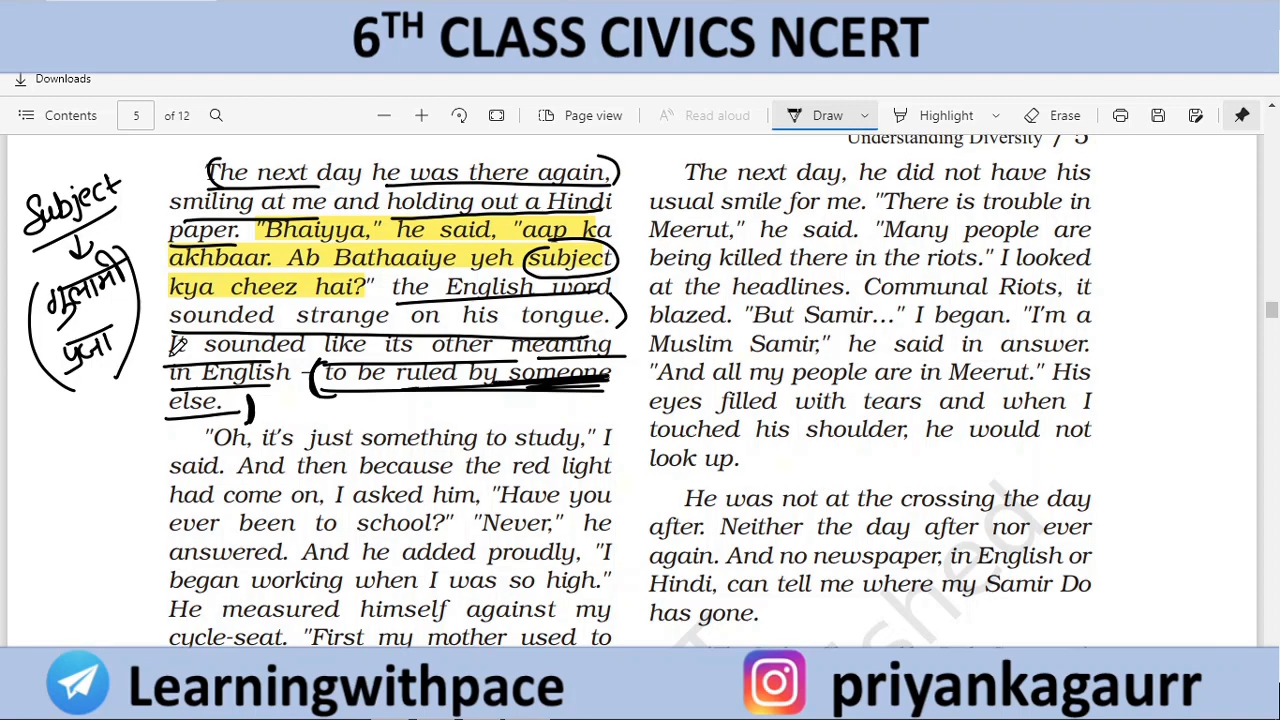 6TH CLASS CIVICS NCERT
Downloads
Contents
5
of 12
Page view
Read aloud
Draw
Highlight
Erase
Understanding Diversity / 5
Subject
गुलामी
प्रजा
The next day he was there again,
smiling at me and holding out a Hindi
paper. "Bhaiyya," he said, "aap ka
akhbaar. Ab Bathaaiye yeh subject
kya cheez hai?" the English word
sounded strange on his tongue.
It sounded like its other meaning
in English – to be ruled by someone
else.
"Oh, it's just something to study," I
said. And then because the red light
had come on, I asked him, "Have you
ever been to school?" "Never," he
answered. And he added proudly, "I
began working when I was so high."
He measured himself against my
cycle-seat. "First my mother used to
The next day, he did not have his
usual smile for me. "There is trouble in
Meerut," he said. "Many people are
being killed there in the riots." I looked
at the headlines. Communal Riots, it
blazed. "But Samir..." I began. "I'm a
Muslim Samir," he said in answer.
"And all my people are in Meerut." His
eyes filled with tears and when I
touched his shoulder, he would not
look up.
He was not at the crossing the day
after. Neither the day after nor ever
again. And no newspaper, in English or
Hindi, can tell me where my Samir Do
has gone.
Learningwithpace
priyankagaurr